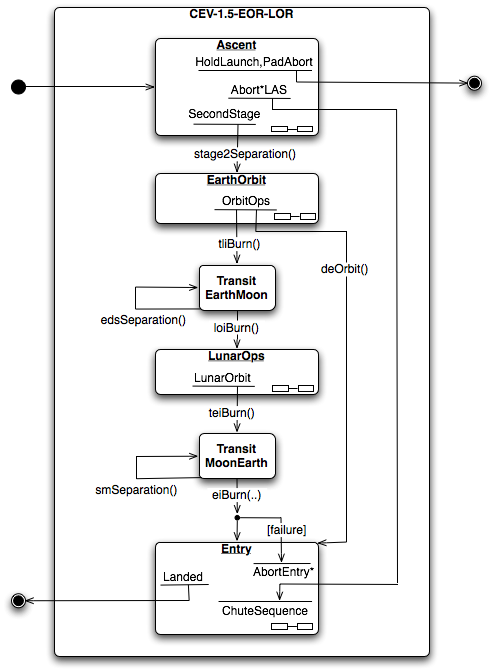 CEV-1.5-EOR-LOR
Ascent
HoldLaunch,PadAbort
Abort*LAS
SecondStage
stage2Separation()
EarthOrbit
OrbitOps
tliBurn()
deOrbit()
Transit
EarthMoon
edsSeparation()
loiBurn()
LunarOps
LunarOrbit
teiBurn()
Transit
MoonEarth
smSeparation()
eiBurn(..)
[failure]
Entry
AbortEntry*
Landed
ChuteSequence